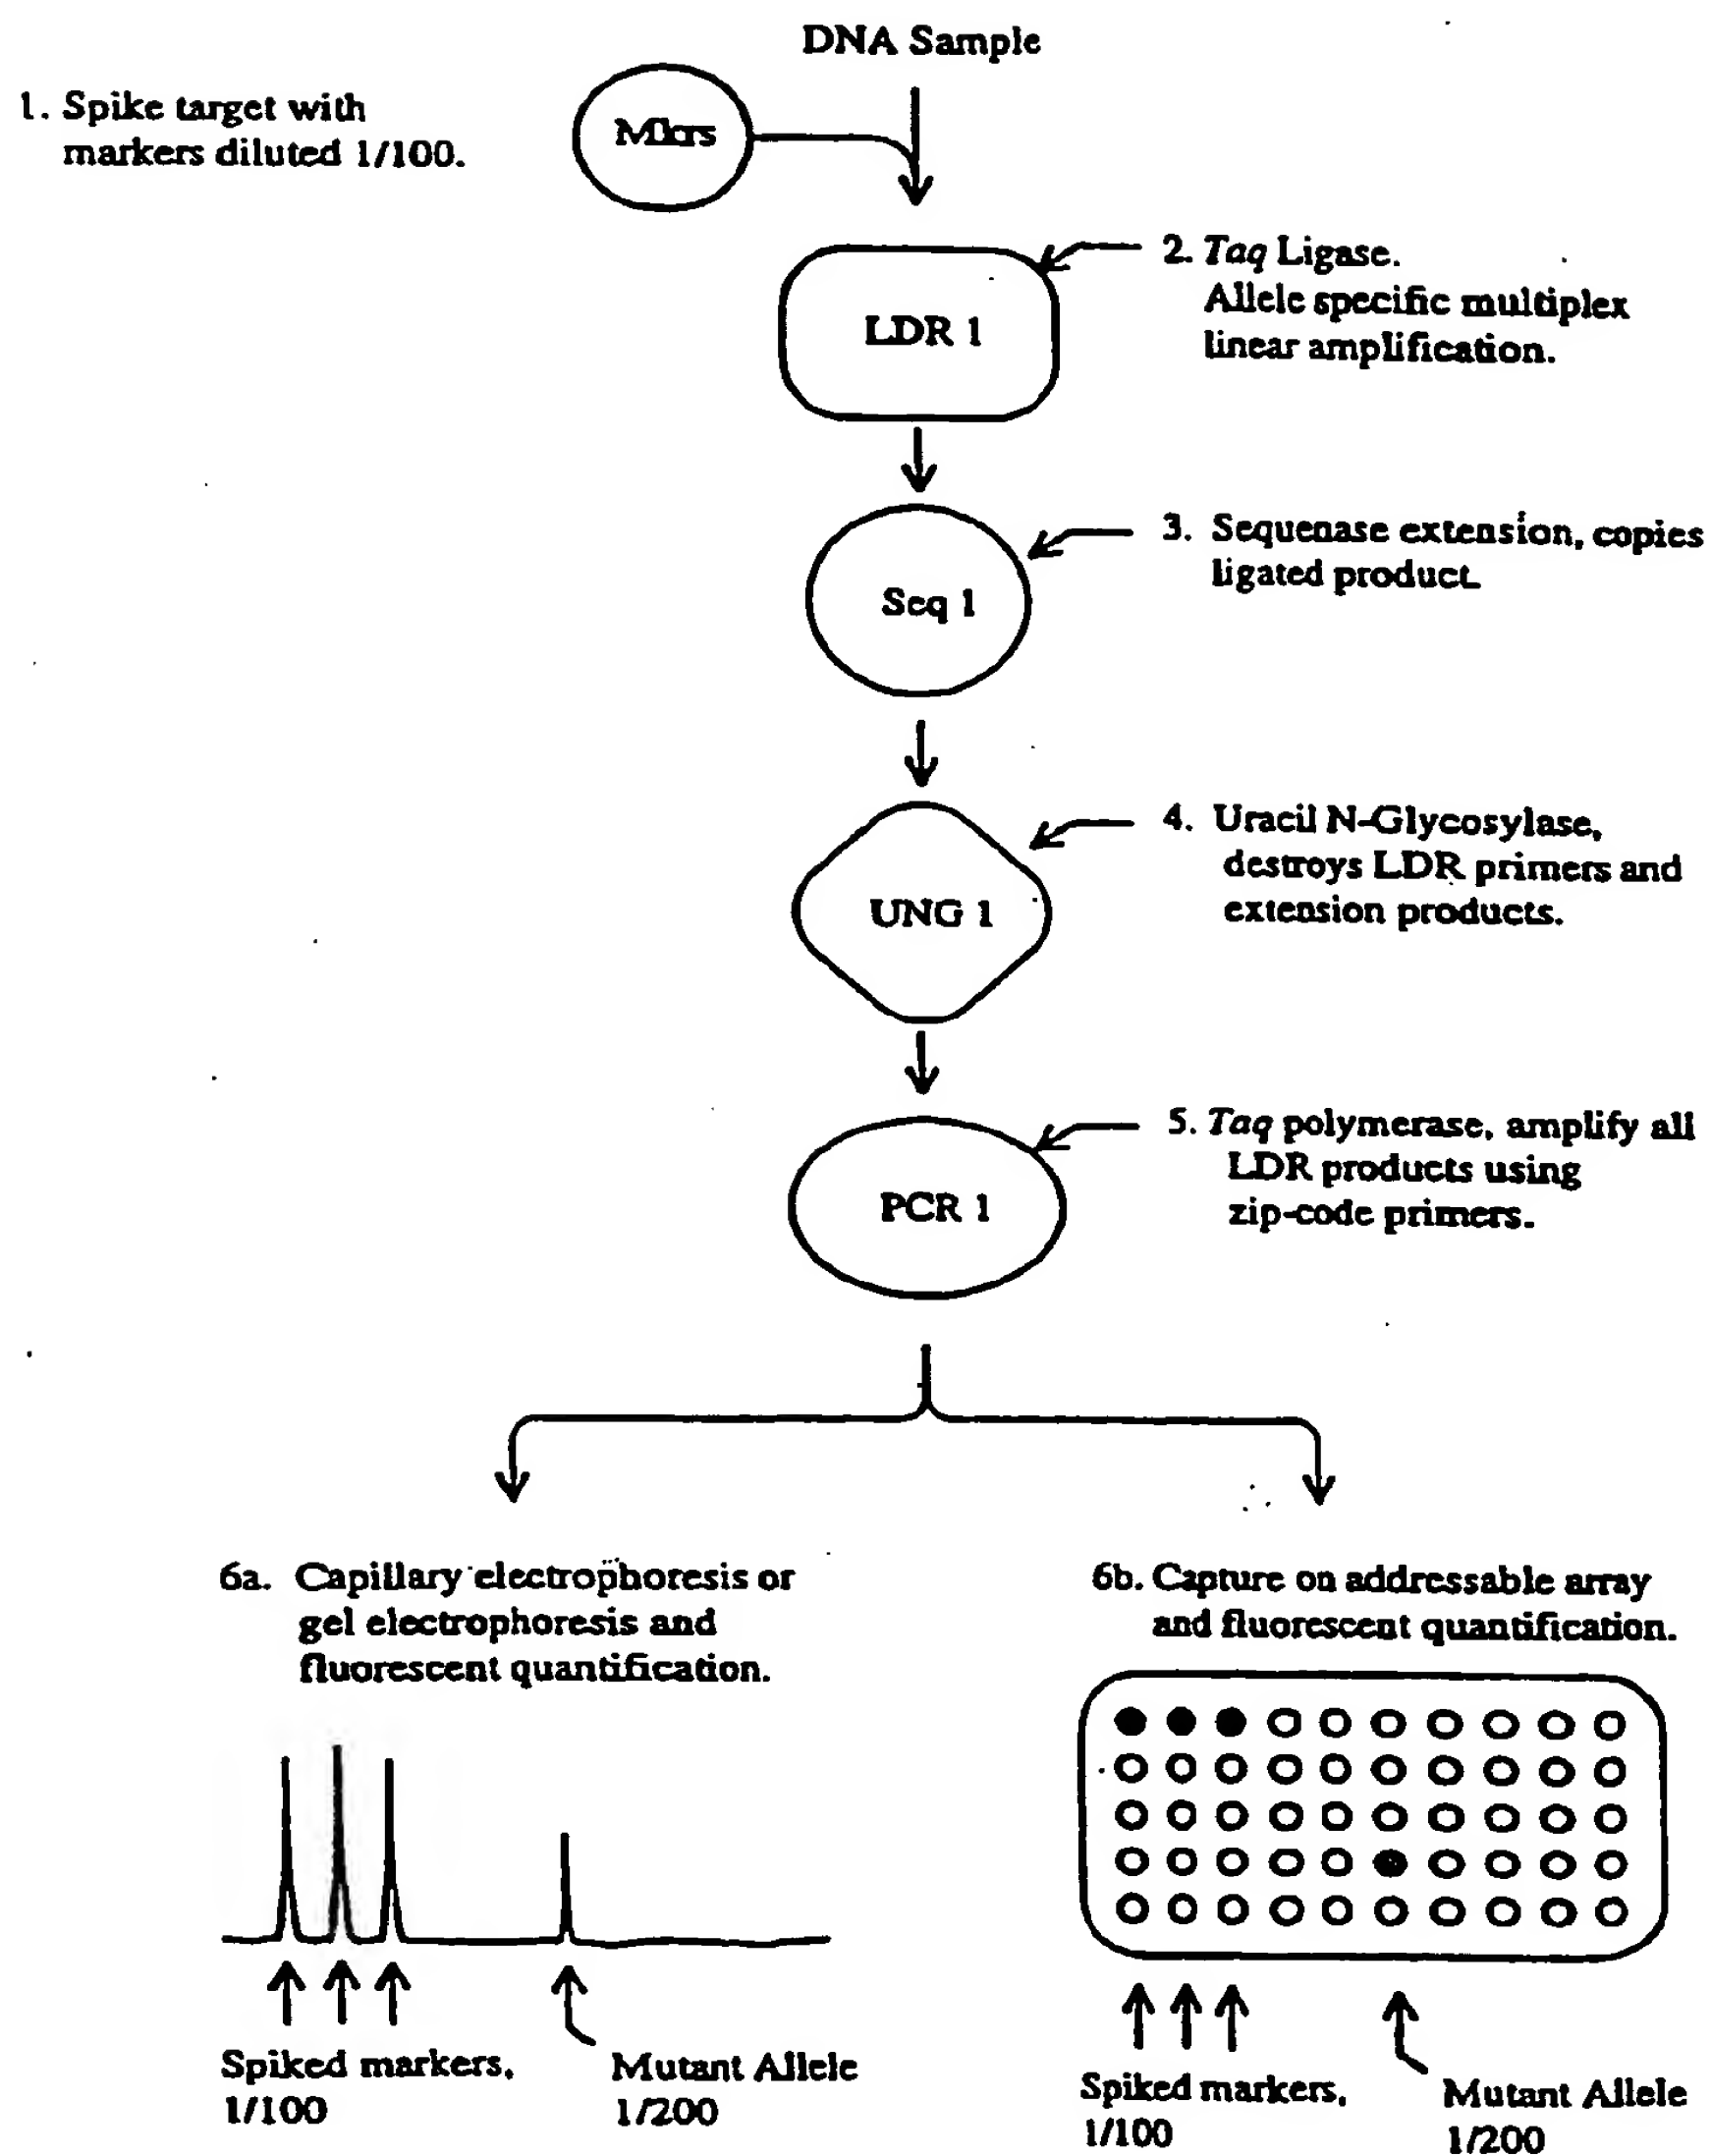 DNA Sample
1. Spike target with
markers diluted 1/100.
Mkrs
2. Taq Ligase.
Allele specific multiplex
linear amplification.
LDR 1
3. Sequenase extension, copies
ligated product.
Seq 1
4. Uracil N-Glycosylase,
destroys LDR primers and
extension products.
UNG 1
5. Taq polymerase, amplify all
LDR products using
zip-code primers.
PCR 1
6a. Capillary electrophoresis or
gel electrophoresis and
fluorescent quantification.
6b. Capture on addressable array
and fluorescent quantification.
Spiked markers,
1/100
Mutant Allele
1/200
Spiked markers,
1/100
Mutant Allele
1/200